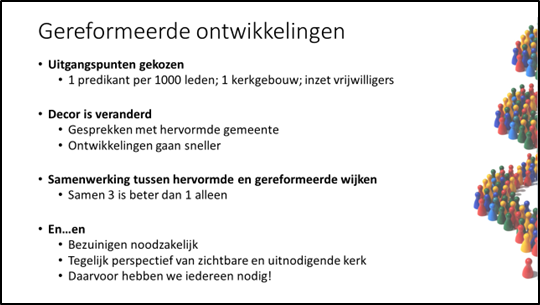 Gereformeerde ontwikkelingen
• Uitgangspunten gekozen
• 1 predikant per 1000 leden; 1 kerkgebouw; inzet vrijwilligers
• Decor is veranderd
• Gesprekken met hervormde gemeente
• Ontwikkelingen gaan sneller
• Samenwerking tussen hervormde en gereformeerde wijken
• Samen 3 is beter dan 1 alleen
• En…en
• Bezuinigen noodzakelijk
• Tegelijk perspectief van zichtbare en uitnodigende kerk
• Daarvoor hebben we iedereen nodig!